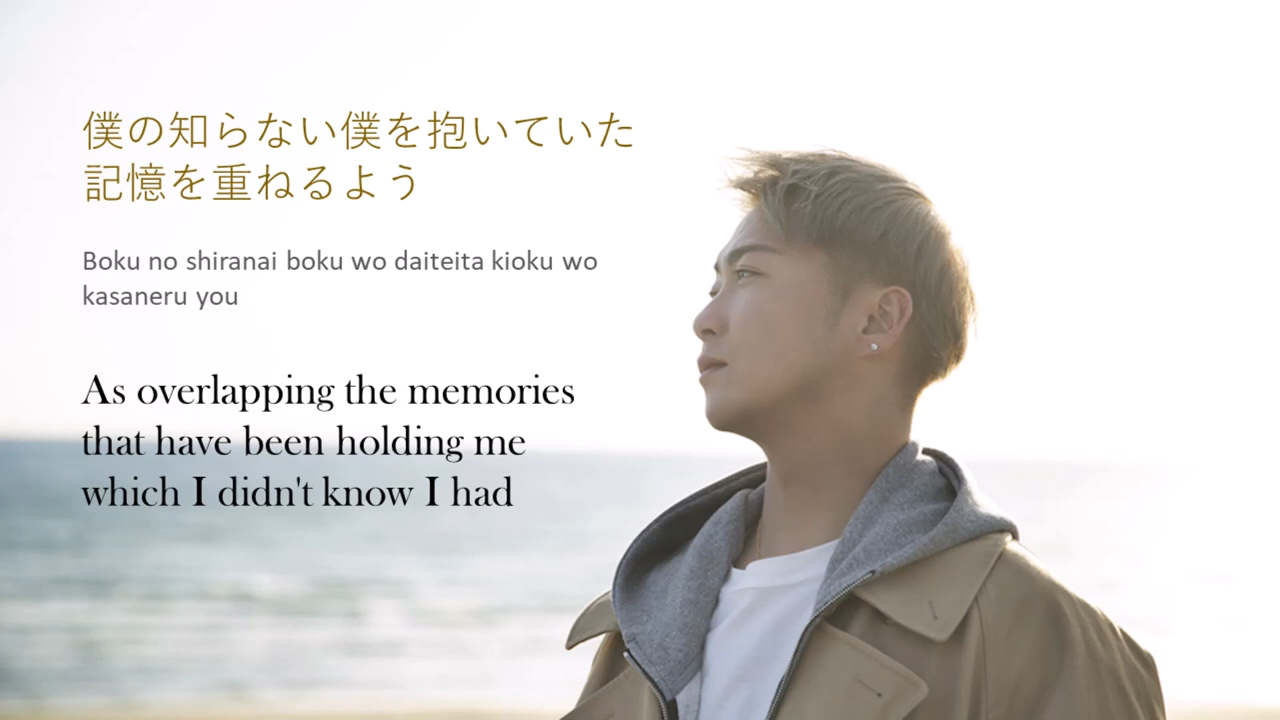 僕の知らない僕を抱いていた
記憶を重ねるよう
Boku no shiranai boku wo daiteita kioku wo
kasaneru you
As overlapping the memories
that have been holding me
which I didn't know I had